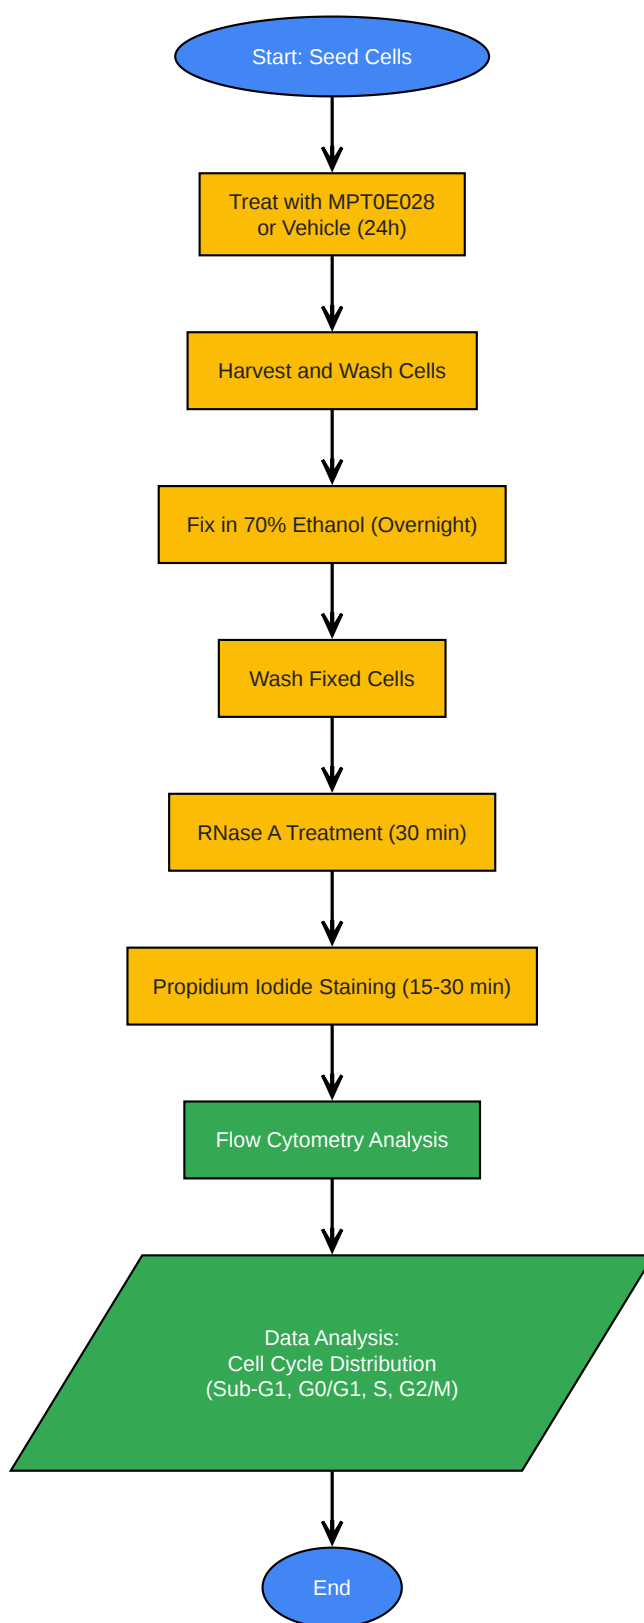 Start: Seed Cells
Treat with MPT0E028
or Vehicle (24h)
Harvest and Wash Cells
Fix in 70% Ethanol (Overnight)
Wash Fixed Cells
RNase A Treatment (30 min)
Propidium Iodide Staining (15-30 min)
Flow Cytometry Analysis
Data Analysis:
Cell Cycle Distribution
(Sub-G1, G0/G1, S, G2/M)
End